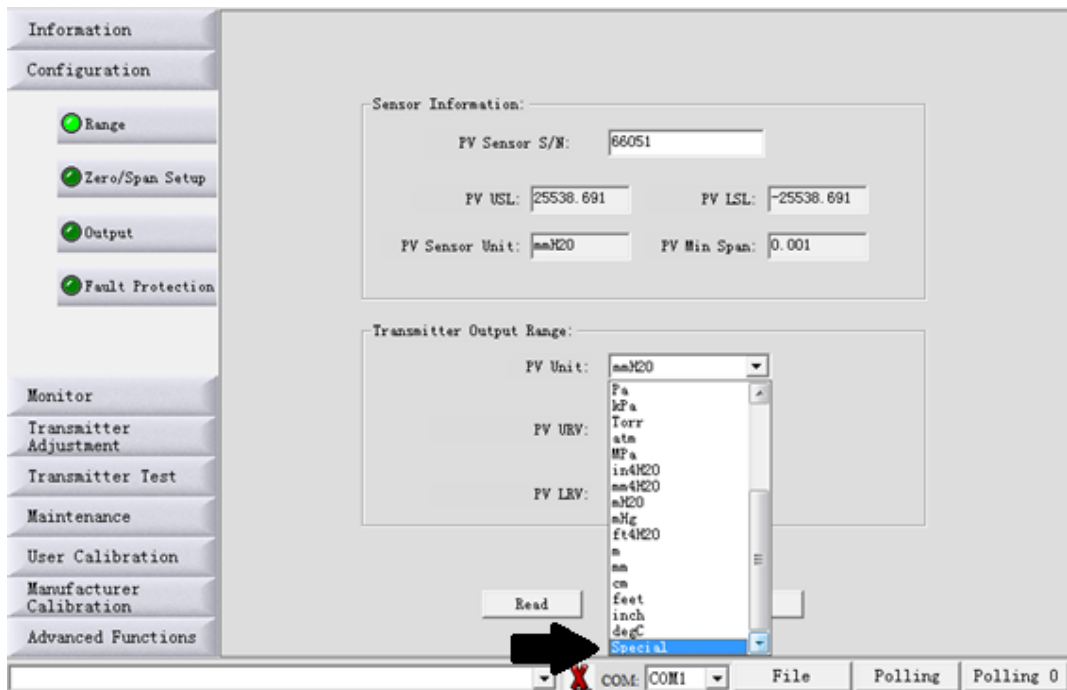 Information
Configuration
Range
Zero/Span Setup
Output
Fault Protection
Monitor
Transmitter
Adjustment
Transmitter Test
Maintenance
User Calibration
Manufacturer
Calibration
Advanced Functions
Sensor Information:
PV Sensor S/N: 66051
PV USL: 25538.691 PV LSL: -25538.691
PV Sensor Unit: mmH2O PV Min Span: 0.001
Transmitter Output Range:
PV Unit: mmH2O
PV URV:
PV LRV:
Pa
kPa
Torr
atm
MPa
in4H2O
mm4H2O
mH2O
mHg
ft4H2O
m
mm
cm
feet
inch
degC
Special
Read
COM: COM1 File Polling Polling 0